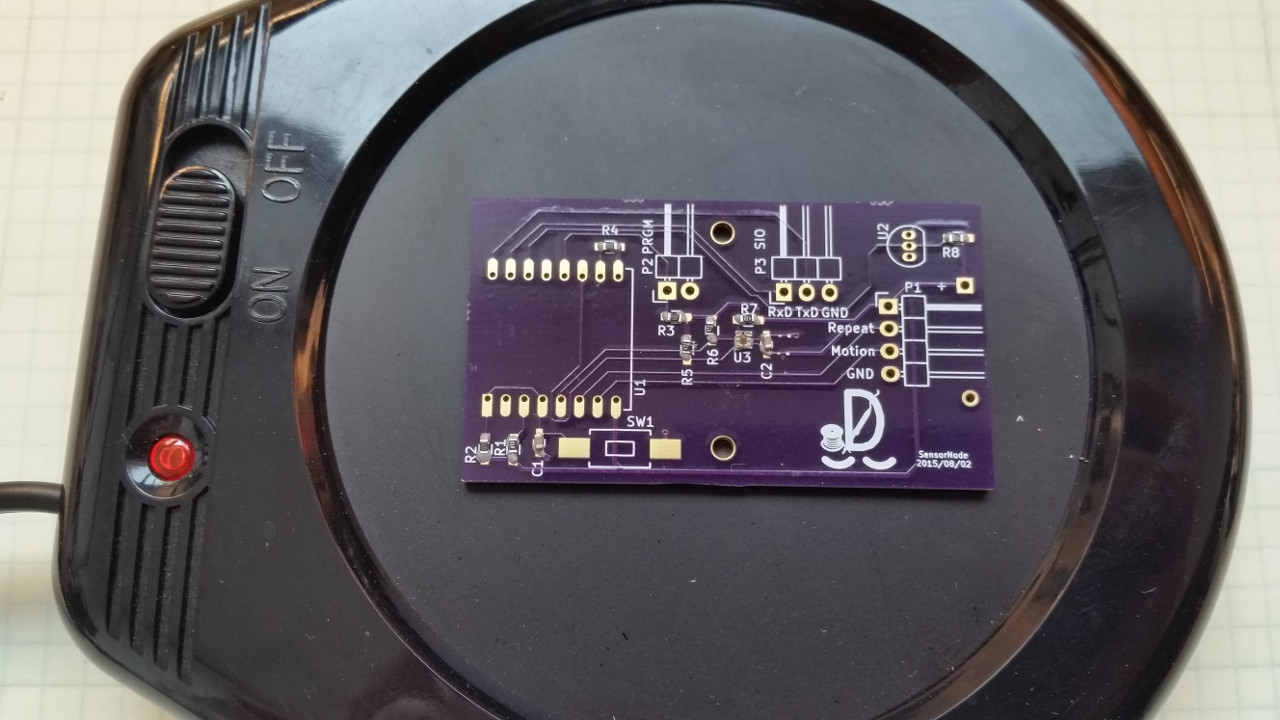 OFF
ON
R4
P2 PRGM
P3 SIO
U2
R8
P1
+
RxD TxD GND
R7
R3
Repeat
R6
U3
Motion
R5
C2
GND
U1
SW1
R2
R1
C1
D
SensorNode
2015/08/02